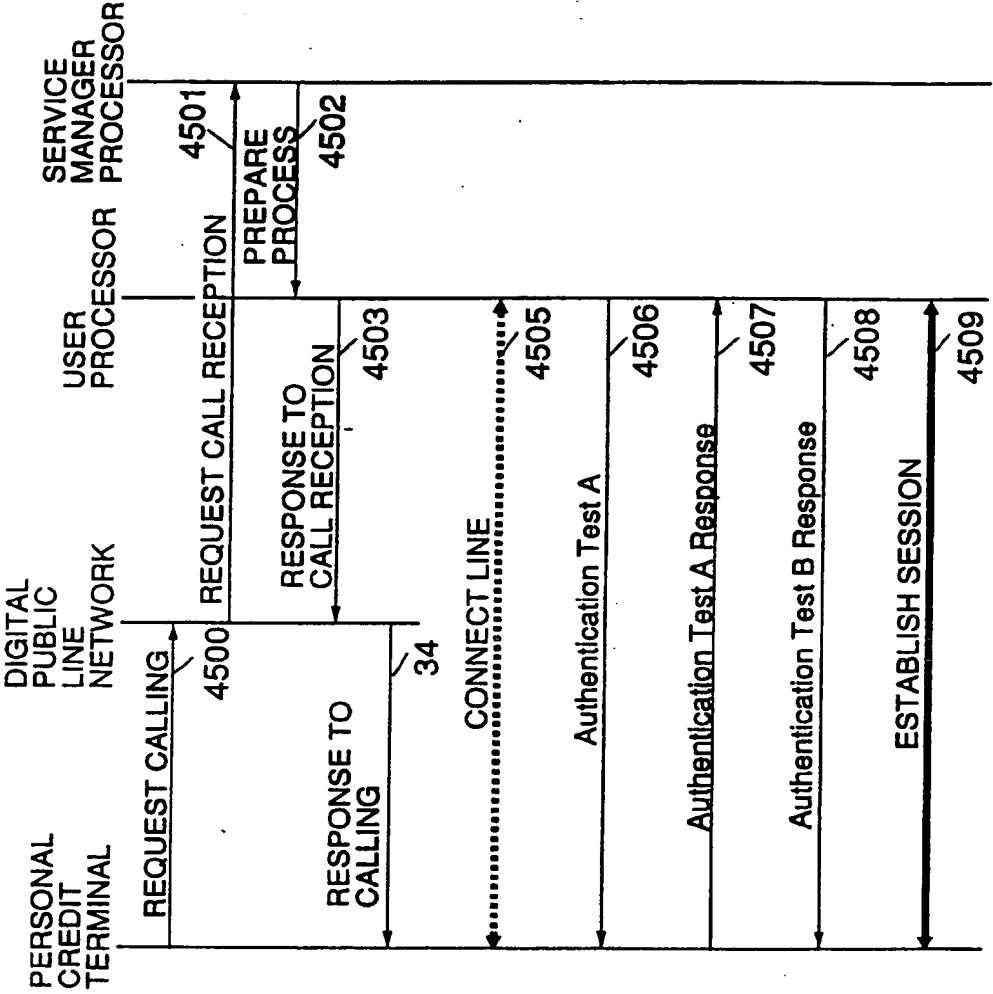 PERSONAL
CREDIT
TERMINAL
DIGITAL
PUBLIC
LINE
NETWORK
USER
PROCESSOR
SERVICE
MANAGER
PROCESSOR
REQUEST CALLING
4500
REQUEST CALL RECEPTION
4501
PREPARE
PROCESS
4502
RESPONSE TO
CALL RECEPTION
4503
RESPONSE TO
CALLING
34
CONNECT LINE
4505
Authentication Test A
4506
Authentication Test A Response
4507
Authentication Test B Response
4508
ESTABLISH SESSION
4509